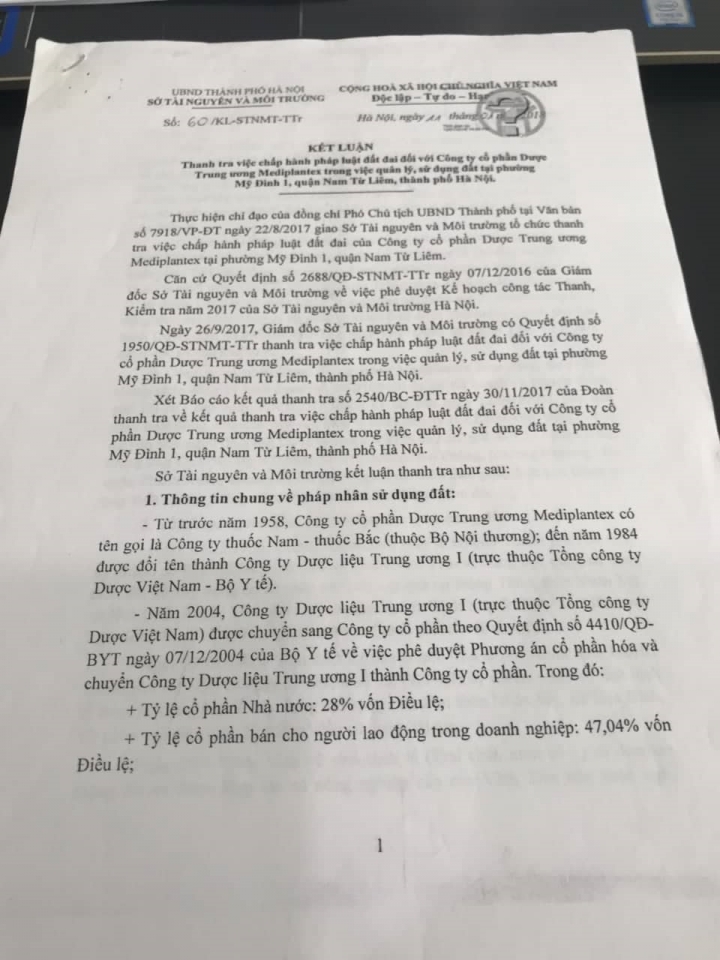 UBND THÀNH PHỐ HÀ NỘI
SỞ TÀI NGUYÊN VÀ MÔI TRƯỜNG
Số: 60/KL-STNMT-TTr
CỘNG HOÀ XÃ HỘI CHỦ NGHĨA VIỆT NAM
Độc lập – Tự do –
Hà Nội, ngày tháng
KẾT LUẬN
Thanh tra việc chấp hành pháp luật đất đai đối với Công ty cổ phần Dược
Trung ương Mediplantex trong việc quản lý, sử dụng đất tại phường
Mỹ Đình 1, quận Nam Từ Liêm, thành phố Hà Nội.
Thực hiện chỉ đạo của đồng chí Phó Chủ tịch UBND Thành phố tại Văn bản
số 7918/VP-ĐT ngày 22/8/2017 giao Sở Tài nguyên và Môi trường tổ chức thanh
tra việc chấp hành pháp luật đất đai của Công ty cổ phần Dược Trung ương
Mediplantex tại phường Mỹ Đình 1, quận Nam Từ Liêm.
Căn cứ Quyết định số 2688/QĐ-STNMT-TTr ngày 07/12/2016 của Giám
đốc Sở Tài nguyên và Môi trường về việc phê duyệt Kế hoạch công tác Thanh,
Kiểm tra năm 2017 của Sở Tài nguyên và Môi trường Hà Nội.
Ngày 26/9/2017, Giám đốc Sở Tài nguyên và Môi trường có Quyết định số
1950/QĐ-STNMT-TTr thanh tra việc chấp hành pháp luật đất đai đối với Công ty
cổ phần Dược Trung ương Mediplantex trong việc quản lý, sử dụng đất tại phường
Mỹ Đình 1, quận Nam Từ Liêm, thành phố Hà Nội.
Xét Báo cáo kết quả thanh tra số 2540/BC-ĐTTr ngày 30/11/2017 của Đoàn
thanh tra về kết quả thanh tra việc chấp hành pháp luật đất đai đối với Công ty cổ
phần Dược Trung ương Mediplantex trong việc quản lý, sử dụng đất tại phường
Mỹ Đình 1, quận Nam Từ Liêm, thành phố Hà Nội.
Sở Tài nguyên và Môi trường kết luận thanh tra như sau:
1. Thông tin chung về pháp nhân sử dụng đất:
- Từ trước năm 1958, Công ty cổ phần Dược Trung ương Mediplantex có
tên gọi là Công ty thuốc Nam - thuốc Bắc (thuộc Bộ Nội thương); đến năm 1984
được đổi tên thành Công ty Dược liệu Trung ương I (trực thuộc Tổng công ty
Dược Việt Nam - Bộ Y tế).
- Năm 2004, Công ty Dược liệu Trung ương I (trực thuộc Tổng công ty
Dược Việt Nam) được chuyển sang Công ty cổ phần theo Quyết định số 4410/QĐ-
BYT ngày 07/12/2004 của Bộ Y tế về việc phê duyệt Phương án cổ phần hóa và
chuyển Công ty Dược liệu Trung ương I thành Công ty cổ phần. Trong đó:
+ Tỷ lệ cổ phần Nhà nước: 28% vốn Điều lệ;
+ Tỷ lệ cổ phần bán cho người lao động trong doanh nghiệp: 47,04% vốn
Điều lệ;
1